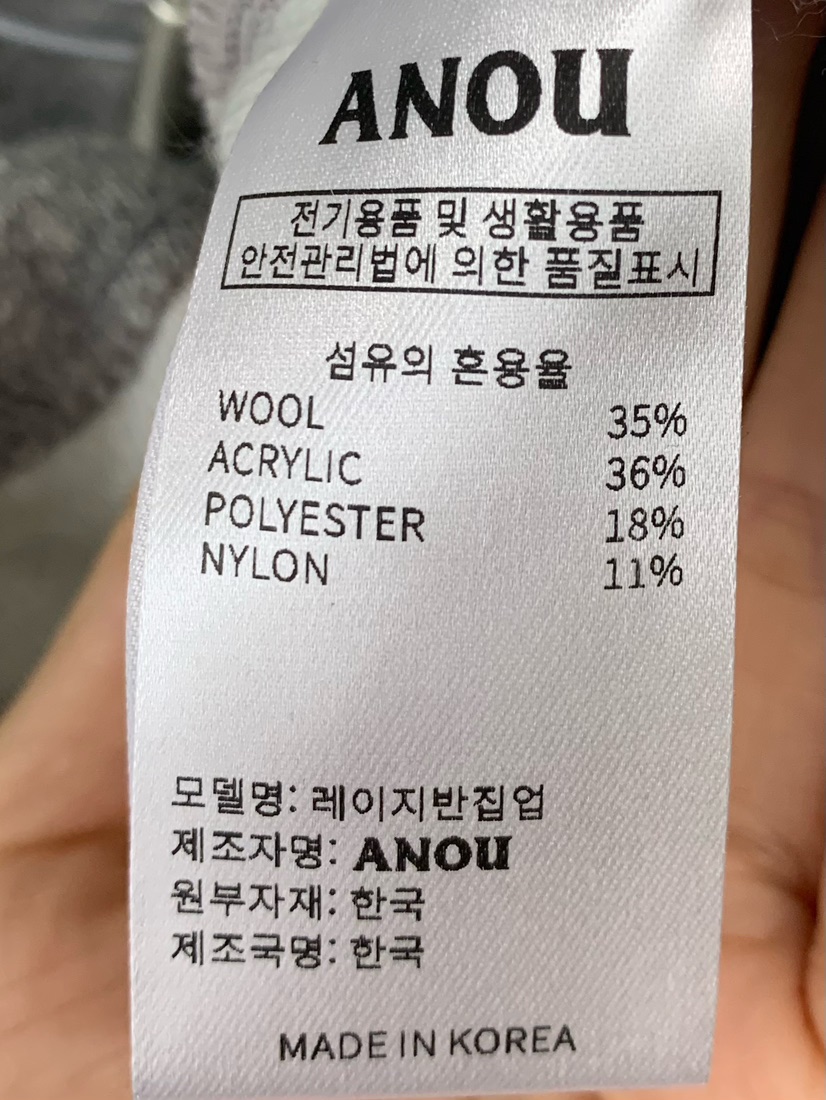 ANOU
전기용품 및 생활용품
안전관리법에 의한 품질표시
섬유의 혼용율
WOOL 35%
ACRYLIC 36%
POLYESTER 18%
NYLON 11%
모델명: 레이지반집업
제조자명: ANOU
원부자재: 한국
제조국명: 한국
MADE IN KOREA